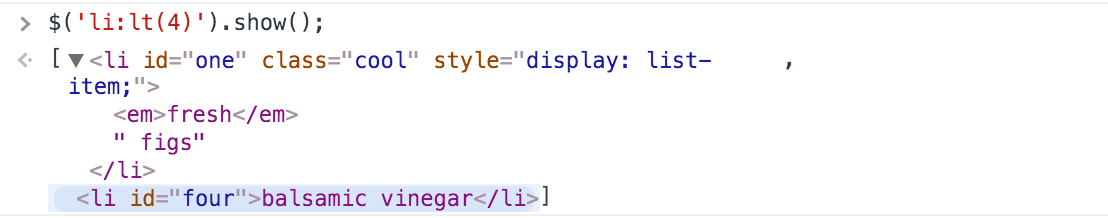 > $('li:lt(4)').show();
[ ▼<li id="one" class="cool" style="display: list- ,
item;">
<em>fresh</em>
" figs"
</li>
<li id="four">balsamic vinegar</li>]